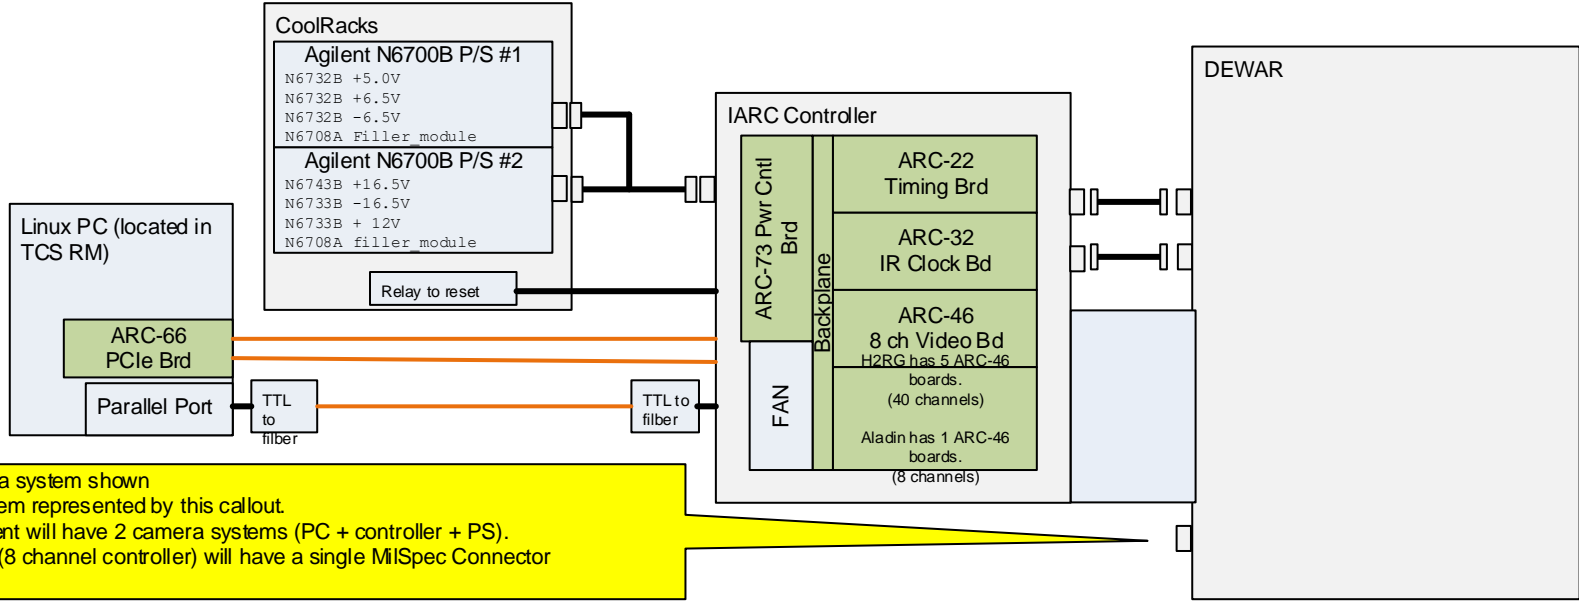 CoolRacks
Agilent N6700B P/S #1
N6732B +5.0V
N6732B +6.5V
N6732B -6.5V
N6708A Filler_module
Agilent N6700B P/S #2
N6743B +16.5V
N6733B -16.5V
N6733B + 12V
N6708A filler_module
Relay to reset
Linux PC (located in
TCS RM)
ARC-66
PCIe Brd
Parallel Port
TTL
to
filber
TTL to
filber
IARC Controller
ARC-73 Pwr Cntl
Brd
Backplane
FAN
ARC-22
Timing Brd
ARC-32
IR Clock Bd
ARC-46
8 ch Video Bd
H2RG has 5 ARC-46
boards.
(40 channels)
Aladin has 1 ARC-46
boards.
(8 channels)
DEWAR
a system shown
em represented by this callout.
ent will have 2 camera systems (PC + controller + PS).
(8 channel controller) will have a single MilSpec Connector